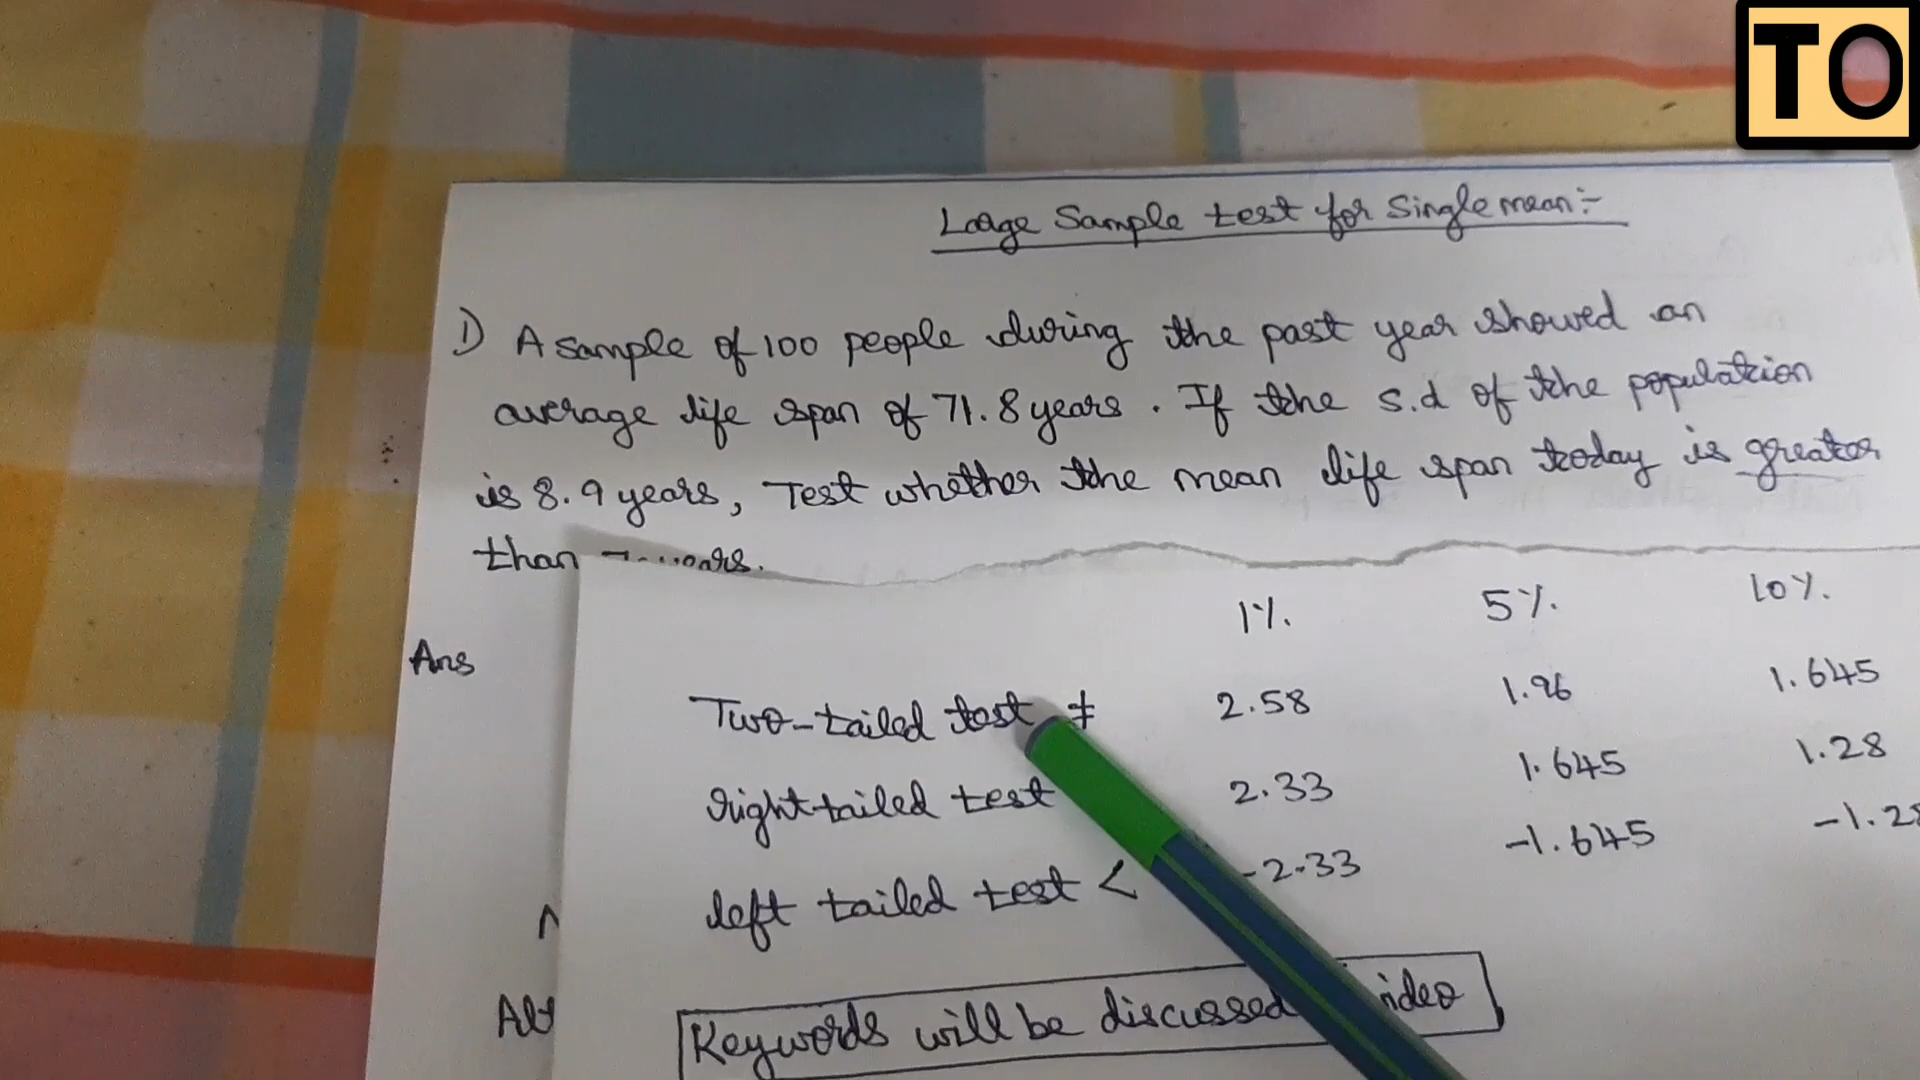 TO
Large Sample test for Single mean:-
1) A sample of 100 people during the past year showed an
average life span of 71.8 years. If the s.d of the population
is 8.9 years, Test whether the mean life span today is greater
than
Ans
1% 5% 10%
Two-tailed test ≠ 2.58 1.96 1.645
right tailed test 2.33 1.645 1.28
left tailed test < -2.33 -1.645 -1.28
Keywords will be discussed video